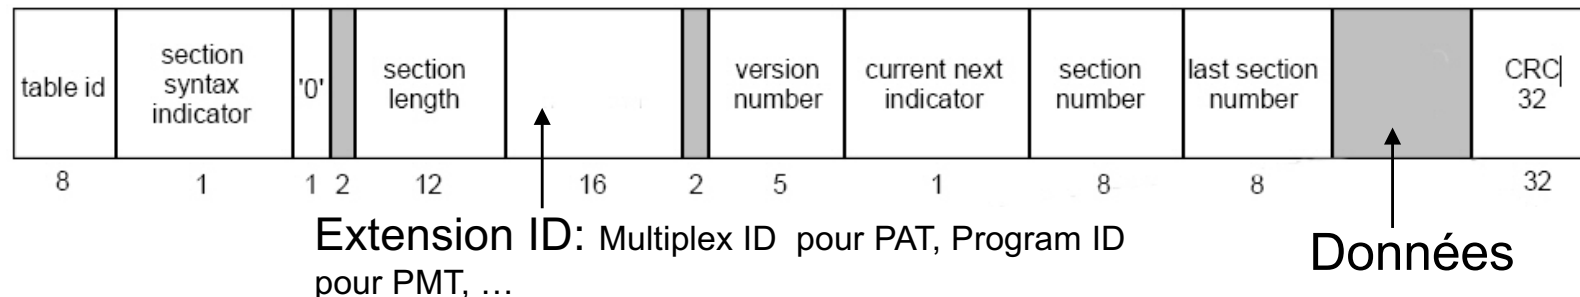 table id
section
syntax
indicator
'0'
section
length
version
number
current next
indicator
section
number
last section
number
CRC
32
8 1 1 2 12 16 2 5 1 8 8 32
Extension ID: Multiplex ID pour PAT, Program ID
pour PMT, …
Données